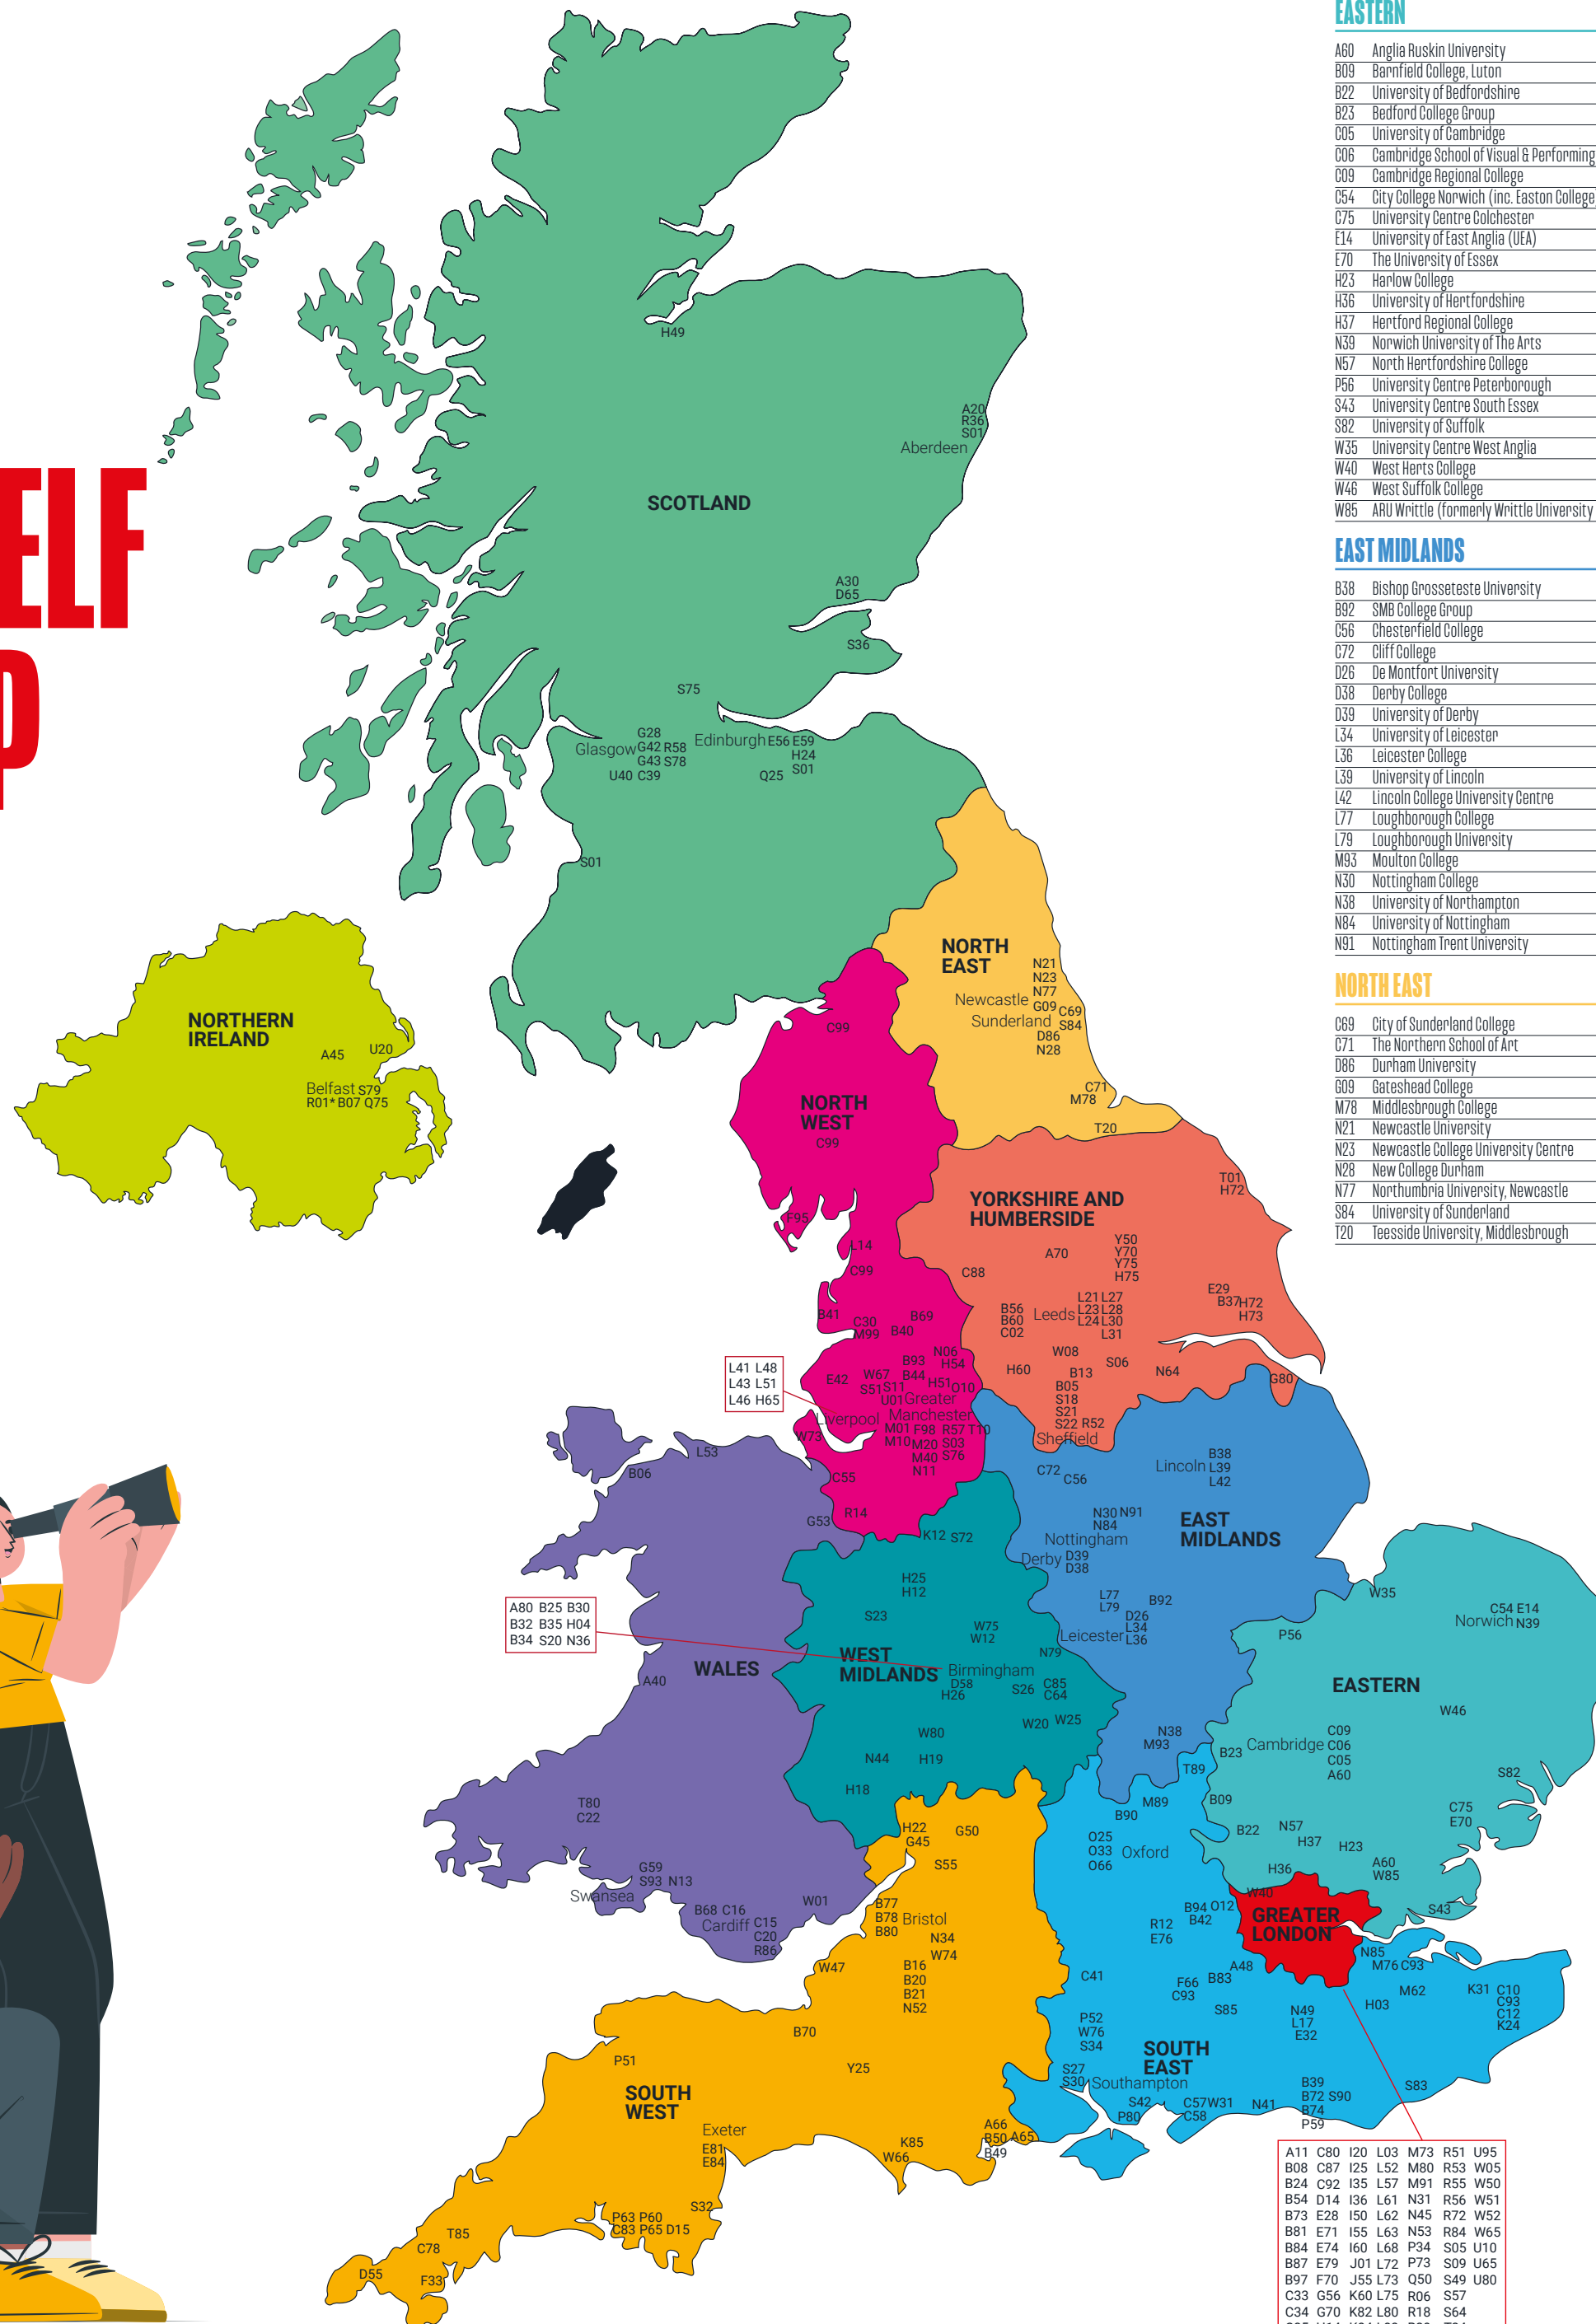 ELF
P
SCOTLAND
H49
A20
R36
S01
Aberdeen
A30
D65
S36
S75
G28
Glasgow G42 R58
G43 S78
U40 C39
Edinburgh E56 E59
H24
Q25 S01
S01
NORTHERN
IRELAND
A45 U20
Belfast S79
R01* B07 Q75
NORTH
EAST
N21
N23
Newcastle N77
G09 C69
Sunderland S84
D86
N28
C71
M78
T20
NORTH
WEST
C99
C99
F95
L14
C99
B41
C30 B69
M99 B40
N06
B93 H54
E42 W67 B44 H51 O10
S51 S11
U01 Greater
Liverpool Manchester
M01 F98 R57 T10
M10 M20 S03
M40 S76
N11
W73
C55
R14
L41 L48
L43 L51
L46 H65
YORKSHIRE AND
HUMBERSIDE
T01
H72
A70
Y50
Y70
Y75
H75
C88
E29
B37 H72
H73
B56
B60
C02
Leeds
L21 L27
L23 L28
L24 L30
L31
W08
H60 B13 S06 N64
B05
S18
S21
S22 R52
Sheffield
G80
EAST
MIDLANDS
C72 C56
Lincoln
B38
L39
L42
N30 N91
N84
Nottingham
Derby D39
D38
L77
L79
B92
D26
Leicester L34
L36
N38
M93
WALES
L53
B06
G53
A40
T80
C22
G59
S93 N13
Swansea
B68 C16
Cardiff C15
C20
R86
W01
A80 B25 B30
B32 B35 H04
B34 S20 N36
WEST
MIDLANDS
K12 S72
H25
H12
S23
W75
W12
N79
Birmingham
D58
H26
S26 C85
C64
W20 W25
W80
N44 H19
H18
EASTERN
W35
C54 E14
Norwich N39
P56
W46
B23 Cambridge
C09
C06
C05
A60
S82
B09
C75
E70
B22 N57
H37 H23
H36
A60
W85
W40
S43
GREATER
LONDON
SOUTH
EAST
T89
M89
B90
O25
O33
O66
Oxford
B94 O12
B42
R12
E76
N85
M76 C93
A48
B83
F66
C93
C41
M62
H03
K31 C10
C93
C12
K24
S85
N49
L17
E32
P52
W76
S34
S27
S30 Southampton
S42
P80
C57 W31
C58
N41
B39
B72 S90
B74
P59
S83
SOUTH
WEST
H22
G45
G50
S55
B77
B78 Bristol
B80
N34
W74
W47
B16
B20
B21
N52
B70
Y25
P51
Exeter
E81
E84
K85
W66
A66
B50 A65
B49
S32
P63 P60
C83 P65 D15
T85
C78
D55
F33
A11 C80 I20 L03 M73 R51 U95
B08 C87 I25 L52 M80 R53 W05
B24 C92 I35 L57 M91 R55 W50
B54 D14 I36 L61 N31 R56 W51
B73 E28 I50 L62 N45 R72 W52
B81 E71 I55 L63 N53 R84 W65
B84 E74 I60 L68 P34 S05 U10
B87 E79 J01 L72 P73 S09 U65
B97 F70 J55 L73 Q50 S49 U80
C33 G56 K60 L75 R06 S57
C34 G70 K82 L80 R18 S64
EASTERN
A60 Anglia Ruskin University
B09 Barnfield College, Luton
B22 University of Bedfordshire
B23 Bedford College Group
C05 University of Cambridge
C06 Cambridge School of Visual & Performing
C09 Cambridge Regional College
C54 City College Norwich (inc. Easton College
C75 University Centre Colchester
E14 University of East Anglia (UEA)
E70 The University of Essex
H23 Harlow College
H36 University of Hertfordshire
H37 Hertford Regional College
N39 Norwich University of The Arts
N57 North Hertfordshire College
P56 University Centre Peterborough
S43 University Centre South Essex
S82 University of Suffolk
W35 University Centre West Anglia
W40 West Herts College
W46 West Suffolk College
W85 ARU Writtle (formerly Writtle University
EAST MIDLANDS
B38 Bishop Grosseteste University
B92 SMB College Group
C56 Chesterfield College
C72 Cliff College
D26 De Montfort University
D38 Derby College
D39 University of Derby
L34 University of Leicester
L36 Leicester College
L39 University of Lincoln
L42 Lincoln College University Centre
L77 Loughborough College
L79 Loughborough University
M93 Moulton College
N30 Nottingham College
N38 University of Northampton
N84 University of Nottingham
N91 Nottingham Trent University
NORTH EAST
C69 City of Sunderland College
C71 The Northern School of Art
D86 Durham University
G09 Gateshead College
M78 Middlesbrough College
N21 Newcastle University
N23 Newcastle College University Centre
N28 New College Durham
N77 Northumbria University, Newcastle
S84 University of Sunderland
T20 Teesside University, Middlesbrough